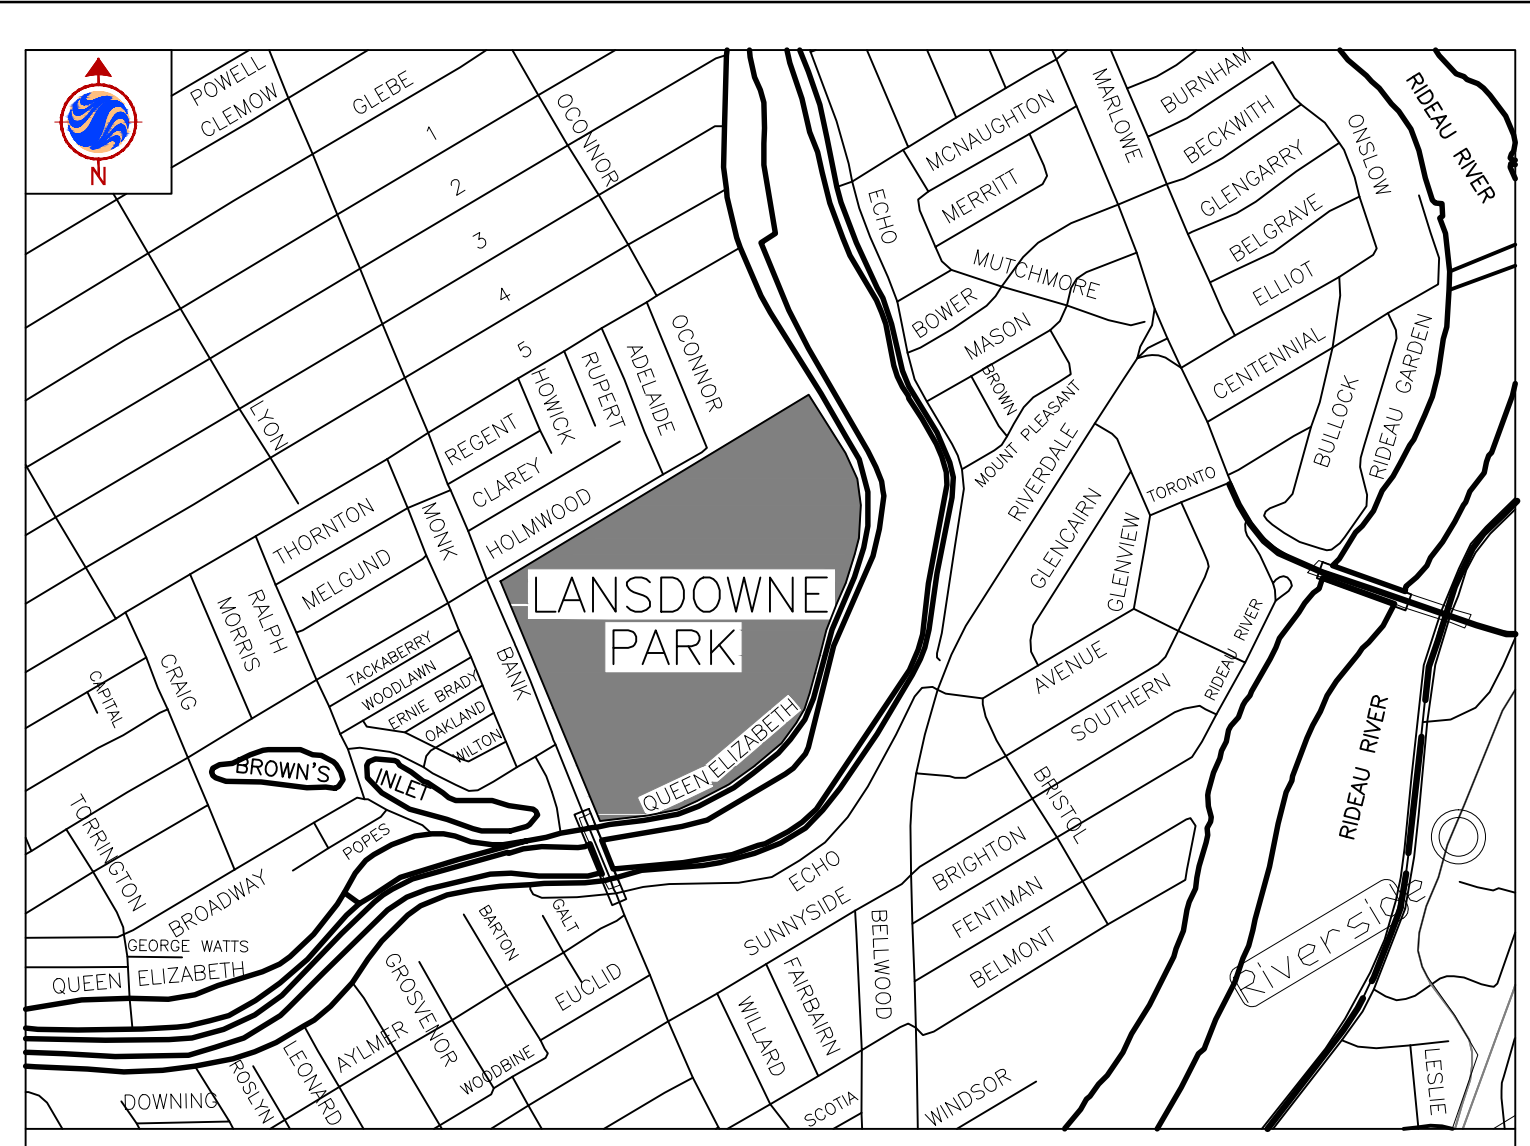 POWELL
CLEMOW
GLEBE
OCONNOR
1
2
3
4
5
N
MCNAUGHTON
MARLOWE
BURNHAM
BECKWITH
GLENGARRY
BELGRAVE
ELLIOT
ONSLOW
RIDEAU RIVER
MERRITT
ECHO
MUTCHMORE
BOWER
MASON
BROWN
MOUNT PLEASANT
RIVERDALE
CENTENNIAL
BULLOCK
RIDEAU GARDEN
TORONTO
LYON
HOWICK
RUPERT
ADELAIDE
OCONNOR
REGENT
CLAREY
HOLMWOOD
THORNTON
MELGUND
MONK
RALPH
MORRIS
CRAIG
CAPITAL
TACKABERRY
WOODLAWN
ERNIE BRADY
OAKLAND
WILTON
BANK
LANSDOWNE
PARK
QUEEN ELIZABETH
GLENCAIRN
GLENVIEW
AVENUE
SOUTHERN
RIDEAU RIVER
RIDEAU RIVER
BRISTOL
BROWN'S
INLET
TORRINGTON
POPES
BROADWAY
GEORGE WATTS
QUEEN ELIZABETH
ECHO
SUNNYSIDE
BRIGHTON
FENTIMAN
BELMONT
BELLWOOD
FAIRBAIRN
WILLARD
Riverside
BARTON
GALT
EUCLID
GROSVENOR
AYLMER
WOODBINE
LEONARD
ROSLYN
DOWNING
SCOTIA
WINDSOR
LESLIE